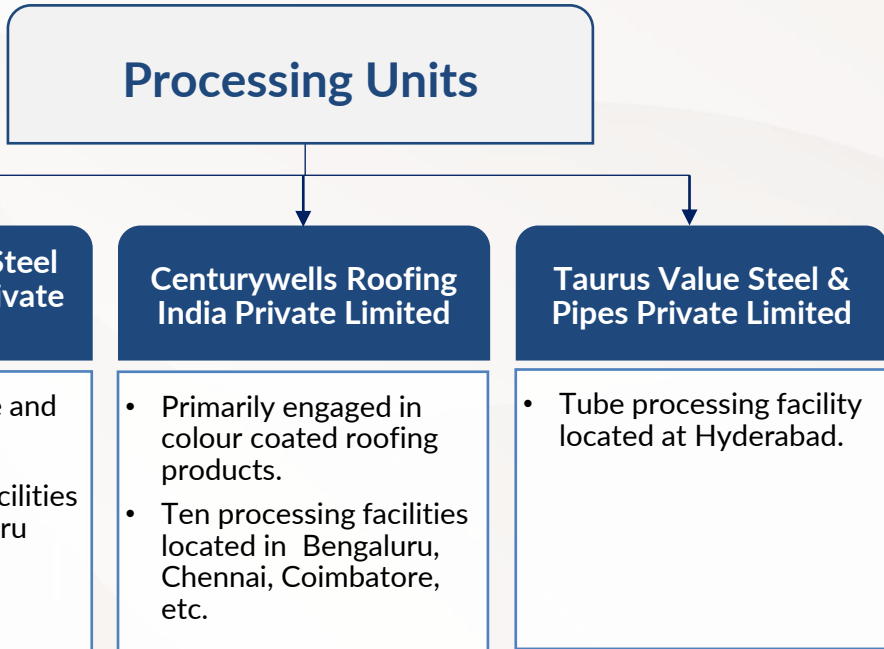 Processing Units
Steel
ivate
and
cilities
ru
Centurywells Roofing
India Private Limited
• Primarily engaged in
colour coated roofing
products.
• Ten processing facilities
located in Bengaluru,
Chennai, Coimbatore,
etc.
Taurus Value Steel &
Pipes Private Limited
• Tube processing facility
located at Hyderabad.